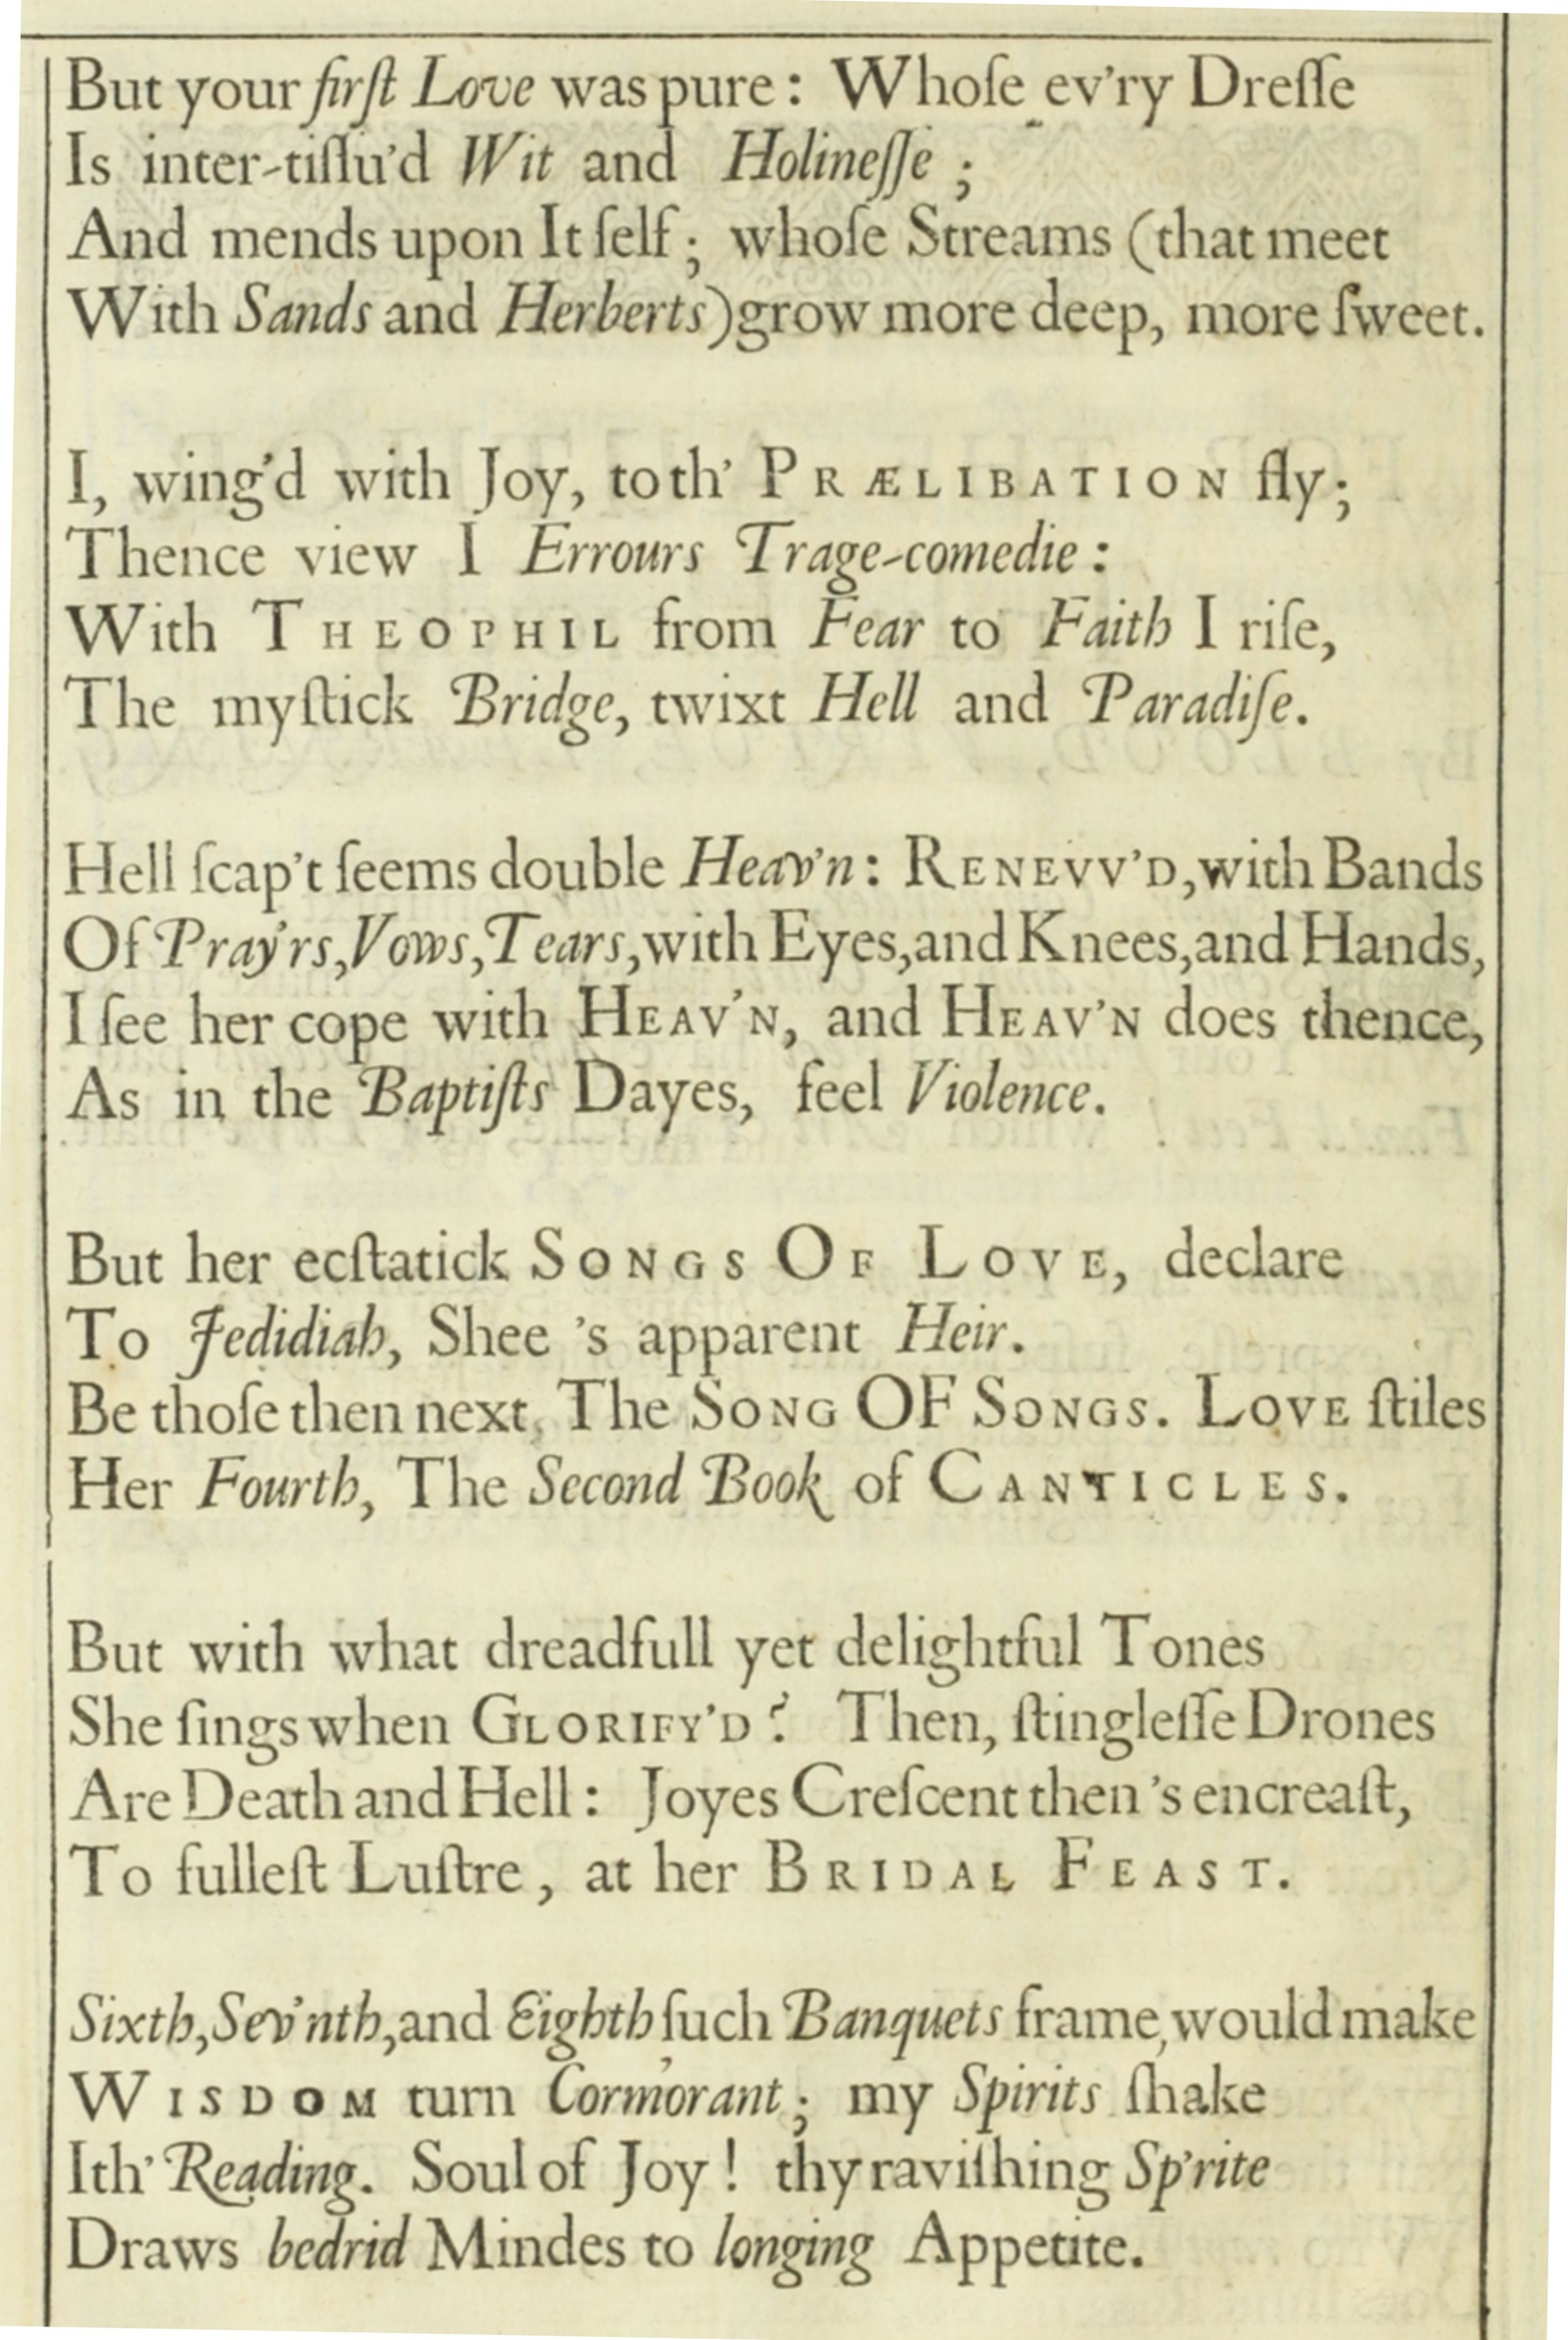 But your firſt Love was pure: Whoſe ev'ry Dreſſe
Is inter-tiſſu'd Wit and Holineſſe;
And mends upon It ſelf; whoſe Streams (that meet
With Sands and Herberts) grow more deep, more ſweet.
I, wing'd with Joy, to th' PRÆLIBATION fly;
Thence view I Errours Trage-comedie:
With THEOPHIL from Fear to Faith I riſe,
The myſtick Bridge, twixt Hell and Paradiſe.
Hell ſcap't ſeems double Heav'n: RENEVV'D, with Bands
Of Pray'rs, Vows, Tears, with Eyes, and Knees, and Hands,
I ſee her cope with HEAV'N, and HEAV'N does thence,
As in the Baptiſts Dayes, feel Violence.
But her ecſtatick SONGS OF LOVE, declare
To Jedidiah, Shee 's apparent Heir.
Be thoſe then next, The SONG OF SONGS. LOVE ſtiles
Her Fourth, The Second Book of CANTICLES.
But with what dreadfull yet delightful Tones
She ſings when GLORIFY'D? Then, ſtingleſſe Drones
Are Death and Hell: Joyes Creſcent then 's encreaſt,
To fulleſt Luſtre, at her BRIDAL FEAST.
Sixth, Sev'nth, and Eighth ſuch Banquets frame, would make
WISDOM turn Cormorant; my Spirits ſhake
Ith' Reading. Soul of Joy! thy raviſhing Sp'rite
Draws bedrid Mindes to longing Appetite.